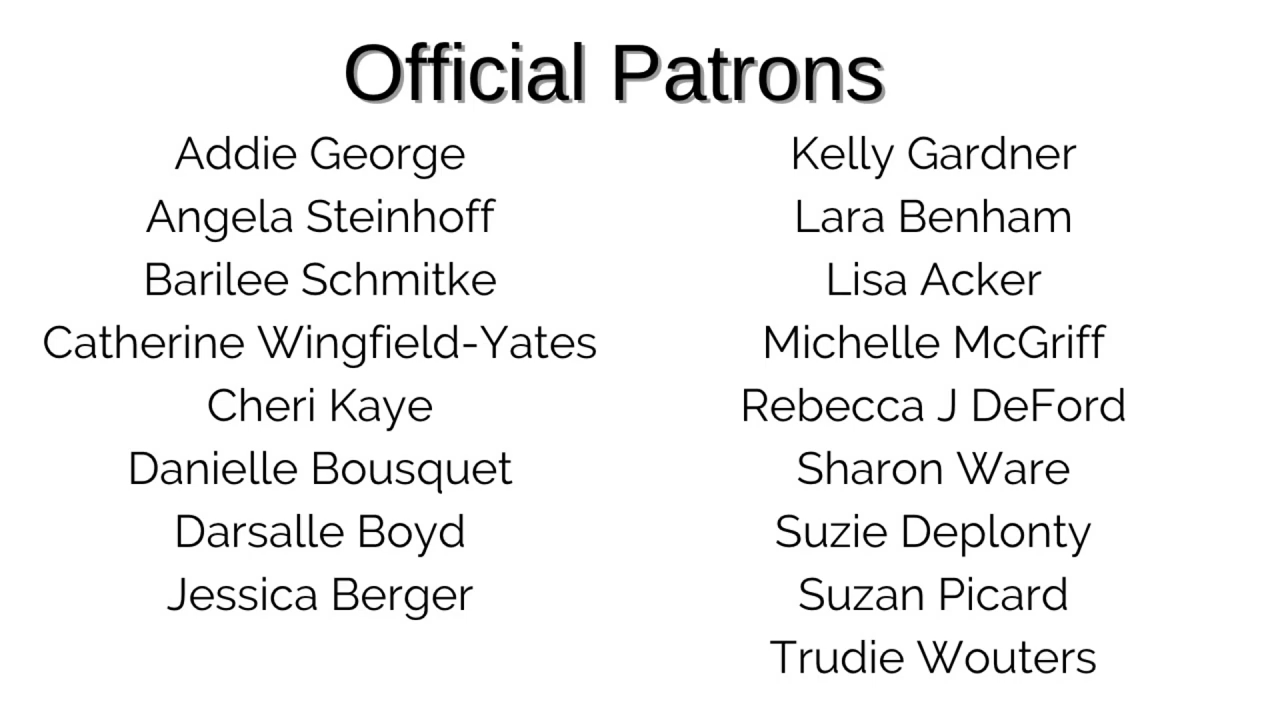 Official Patrons
Addie George
Angela Steinhoff
Barilee Schmitke
Catherine Wingfield-Yates
Cheri Kaye
Danielle Bousquet
Darsalle Boyd
Jessica Berger
Kelly Gardner
Lara Benham
Lisa Acker
Michelle McGriff
Rebecca J DeFord
Sharon Ware
Suzie Deplonty
Suzan Picard
Trudie Wouters